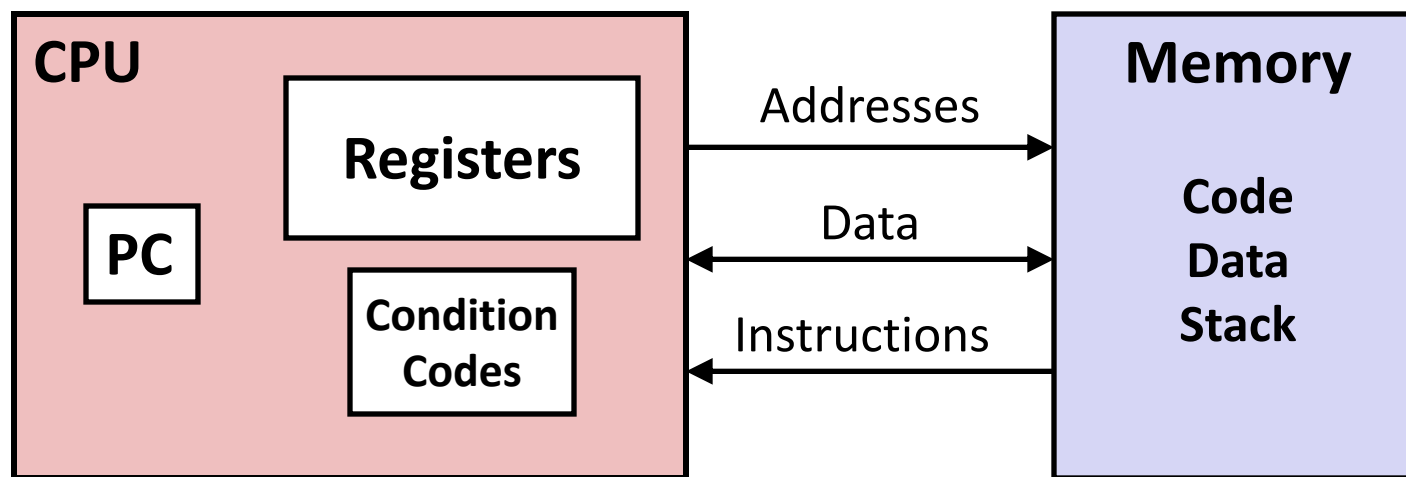 CPU
Registers
PC
Condition
Codes
Addresses
Data
Instructions
Memory
Code
Data
Stack